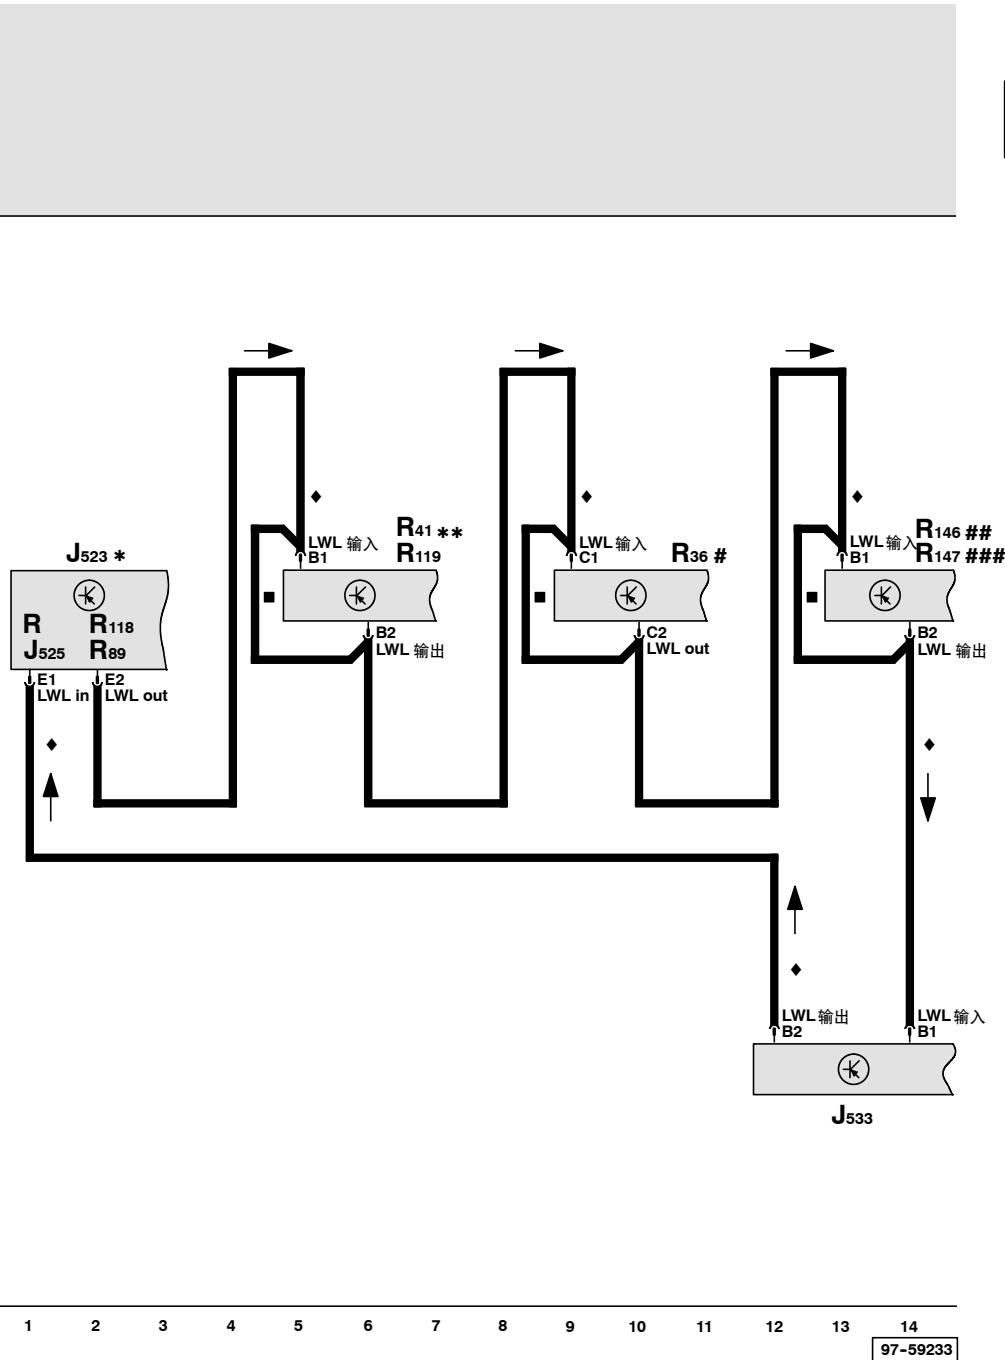 R41 **
LWL 输入
B1
R119
LWL 输入
C1
R36 #
R146 ##
LWL 输入
B1
R147 ###
J523 *
R R118
J525 R89
B2
LWL 输出
C2
LWL out
B2
LWL 输出
E1
LWL in
E2
LWL out
LWL 输出
B2
LWL 输入
B1
J533
1 2 3 4 5 6 7 8 9 10 11 12 13 14
97-59233